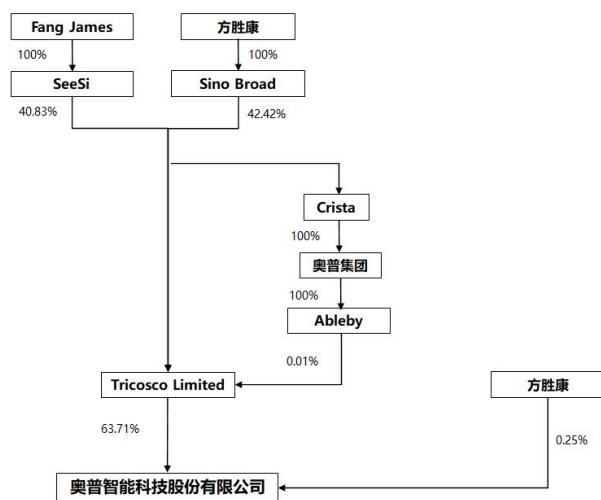 Fang James
方胜康
100%
100%
SeeSi
Sino Broad
40.83%
42.42%
Crista
100%
奥普集团
100%
Ableby
0.01%
Tricosco Limited
方胜康
63.71%
0.25%
奥普智能科技股份有限公司